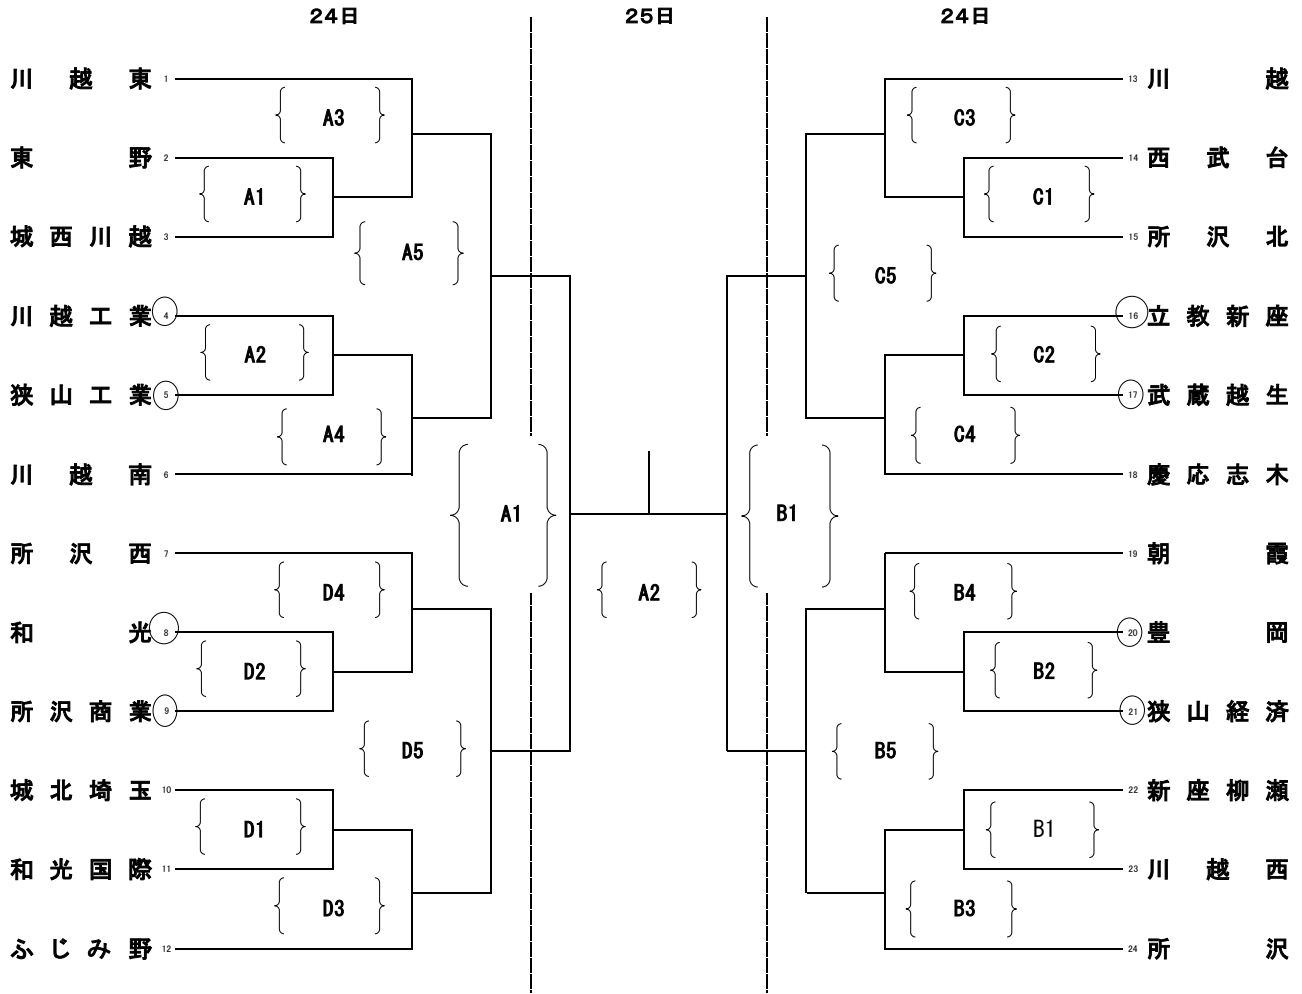 24日 25日 24日
川越東 1 13 川越
A3 C3
東野 2 14 西武台
A1 C1
城西川越 3 15 所沢北
A5 C5
川越工業 4 16 立教新座
A2 C2
狭山工業 5 17 武蔵越生
A4 C4
川越南 6 18 慶応志木
A1 B1
所沢西 7 19 朝霞
D4 A2 B4
和光 8 20 豊岡
D2 B2
所沢商業 9 21 狭山経済
D5 B5
城北埼玉 10 22 新座柳瀬
D1 B1
和光国際 11 23 川越西
D3 B3
ふじみ野 12 24 所沢